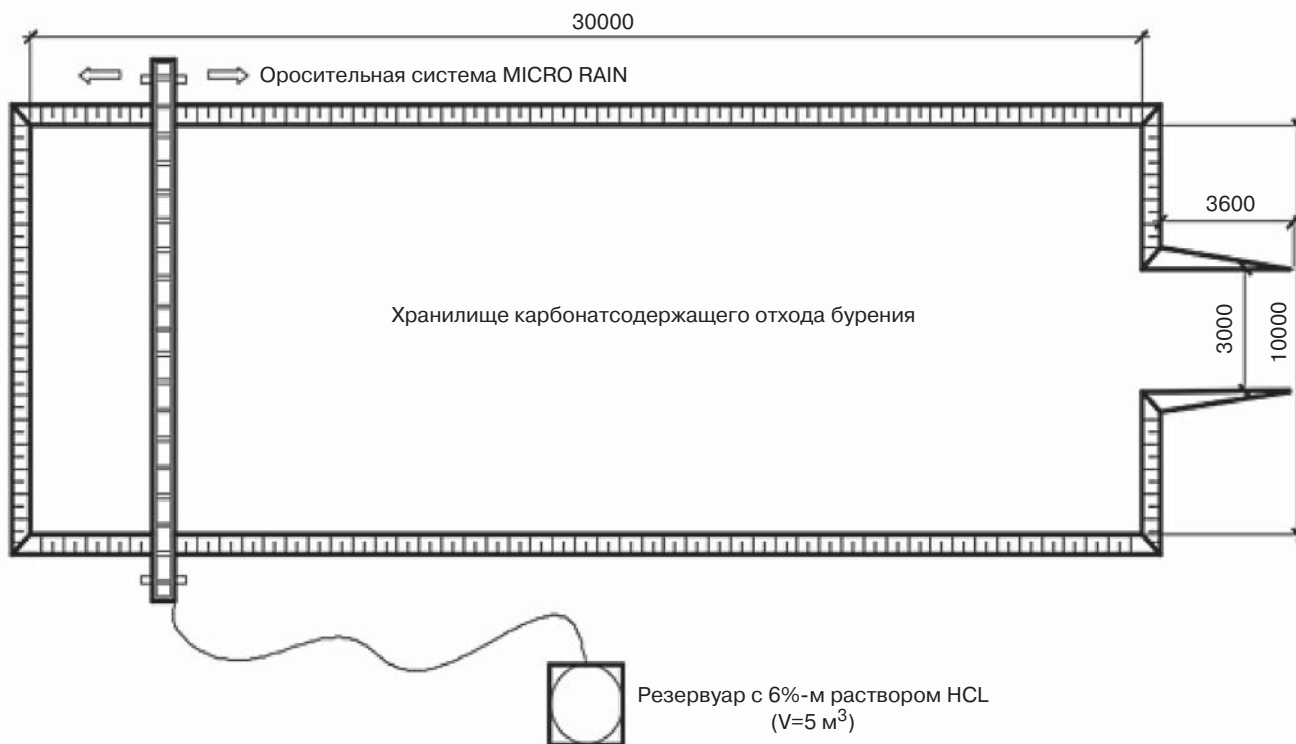 30000
Оросительная система MICRO RAIN
3600
Хранилище карбонатсодержащего отхода бурения
3000
10000
Резервуар с 6%-м раствором HCL
(V=5 м³)